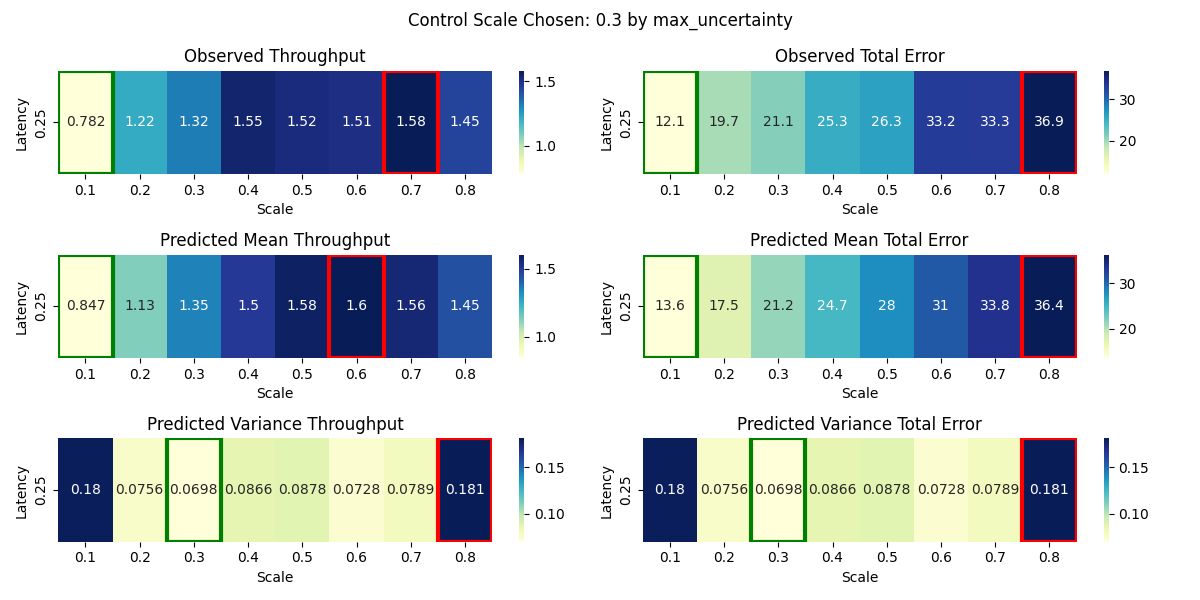 Control Scale Chosen: 0.3 by max_uncertainty
Observed Throughput
Latency
0.25
0.782 1.22 1.32 1.55 1.52 1.51 1.58 1.45
0.1 0.2 0.3 0.4 0.5 0.6 0.7 0.8
Scale
1.5
1.0
Observed Total Error
Latency
0.25
12.1 19.7 21.1 25.3 26.3 33.2 33.3 36.9
0.1 0.2 0.3 0.4 0.5 0.6 0.7 0.8
Scale
30
20
Predicted Mean Throughput
Latency
0.25
0.847 1.13 1.35 1.5 1.58 1.6 1.56 1.45
0.1 0.2 0.3 0.4 0.5 0.6 0.7 0.8
Scale
1.5
1.0
Predicted Mean Total Error
Latency
0.25
13.6 17.5 21.2 24.7 28 31 33.8 36.4
0.1 0.2 0.3 0.4 0.5 0.6 0.7 0.8
Scale
30
20
Predicted Variance Throughput
Latency
0.25
0.18 0.0756 0.0698 0.0866 0.0878 0.0728 0.0789 0.181
0.1 0.2 0.3 0.4 0.5 0.6 0.7 0.8
Scale
0.15
0.10
Predicted Variance Total Error
Latency
0.25
0.18 0.0756 0.0698 0.0866 0.0878 0.0728 0.0789 0.181
0.1 0.2 0.3 0.4 0.5 0.6 0.7 0.8
Scale
0.15
0.10